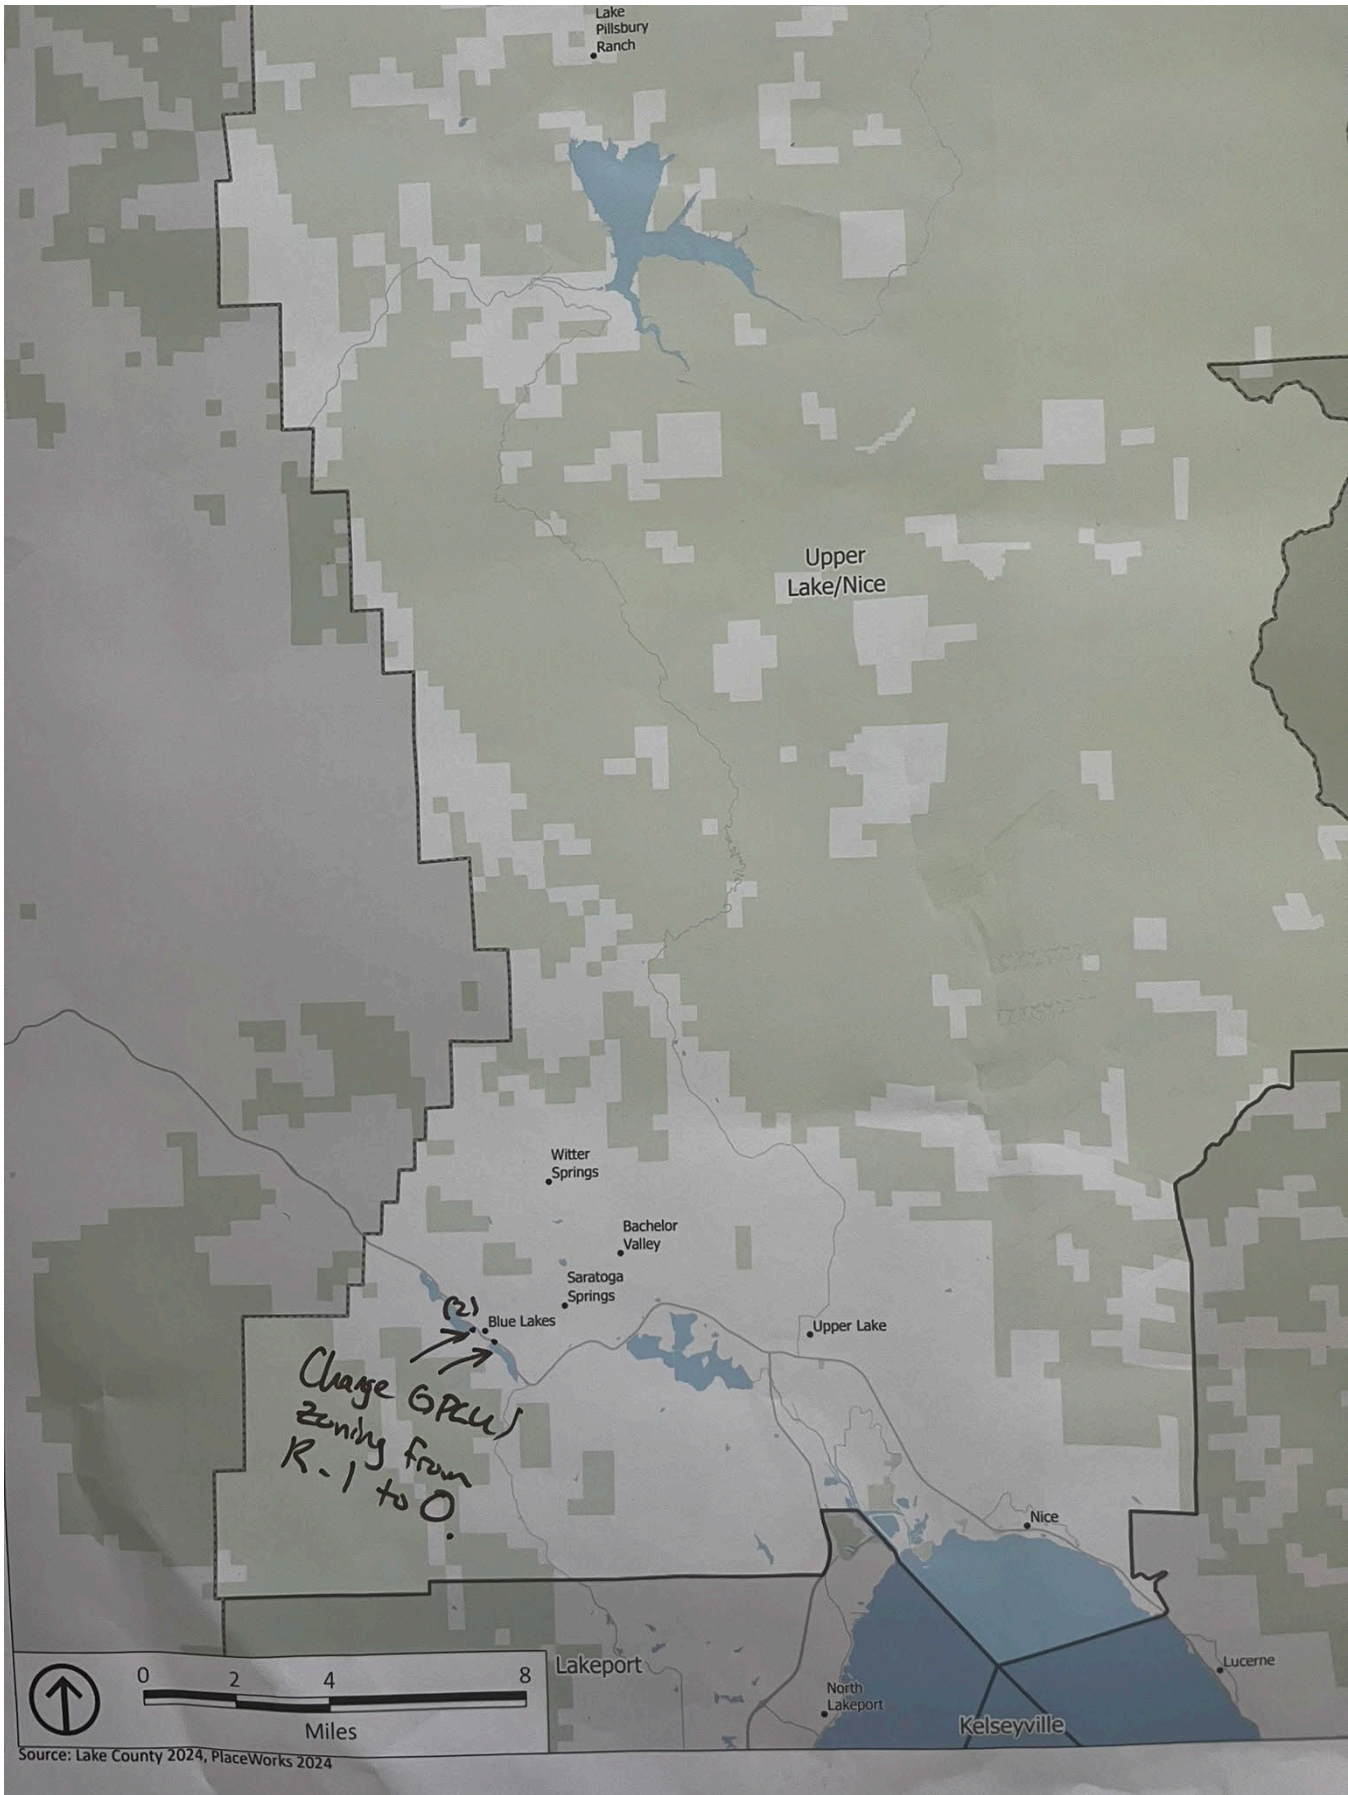 Lake
Pillsbury
Ranch
Upper
Lake/Nice
Witter
Springs
Bachelor
Valley
Saratoga
Springs
(2)
Blue Lakes
Upper Lake
Change
zoning from
R-1 to O
Nice
Lakeport
Lucerne
North
Lakeport
Kelseyville
0 2 4 8
Miles
Source: Lake County 2024, PlaceWorks 2024